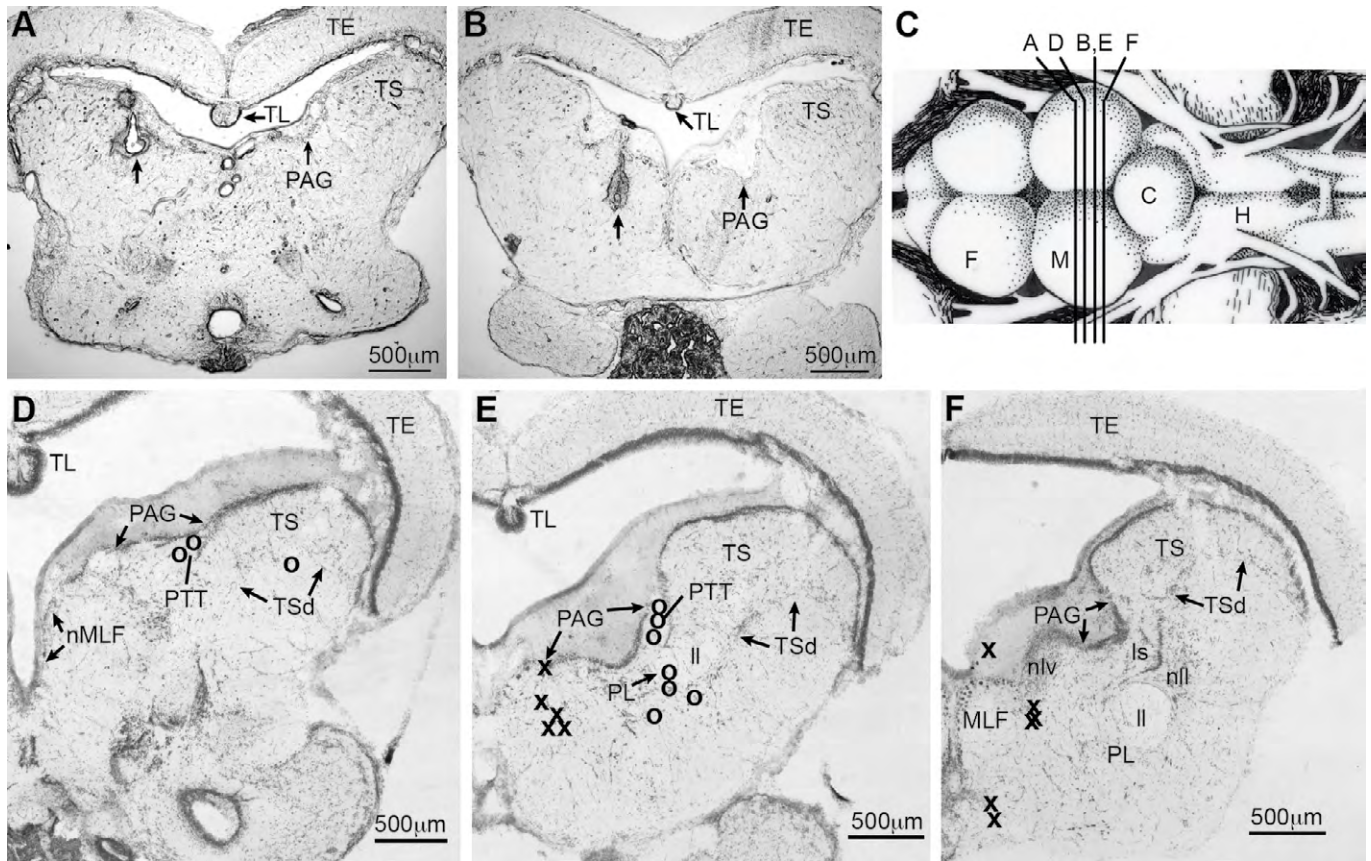 A
TE
TS
TL
PAG
500µm
B
TE
TS
TL
PAG
500µm
C
A D B,E F
C
H
F
M
D
TE
TL
PAG
TS
PTT
TSd
nMLF
500µm
E
TE
TL
TS
PAG
PTT
TSd
ll
PL
o o o o o o o
x x x x x
500µm
F
TE
TS
PAG
TSd
ls
nlv
nll
MLF
ll
PL
x x x x x x
500µm